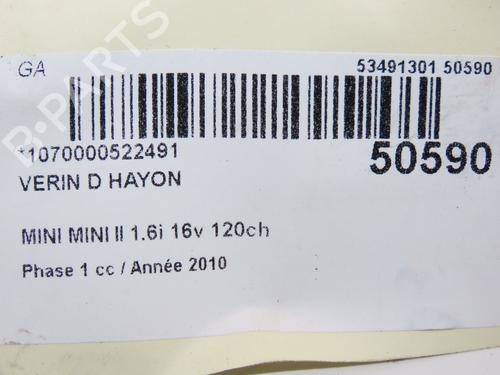 GA
53491301 50590
*1070000522491
50590
VERIN D HAYON
MINI MINI II 1.6i 16v 120ch
Phase 1 cc / Année 2010
B-PARTS